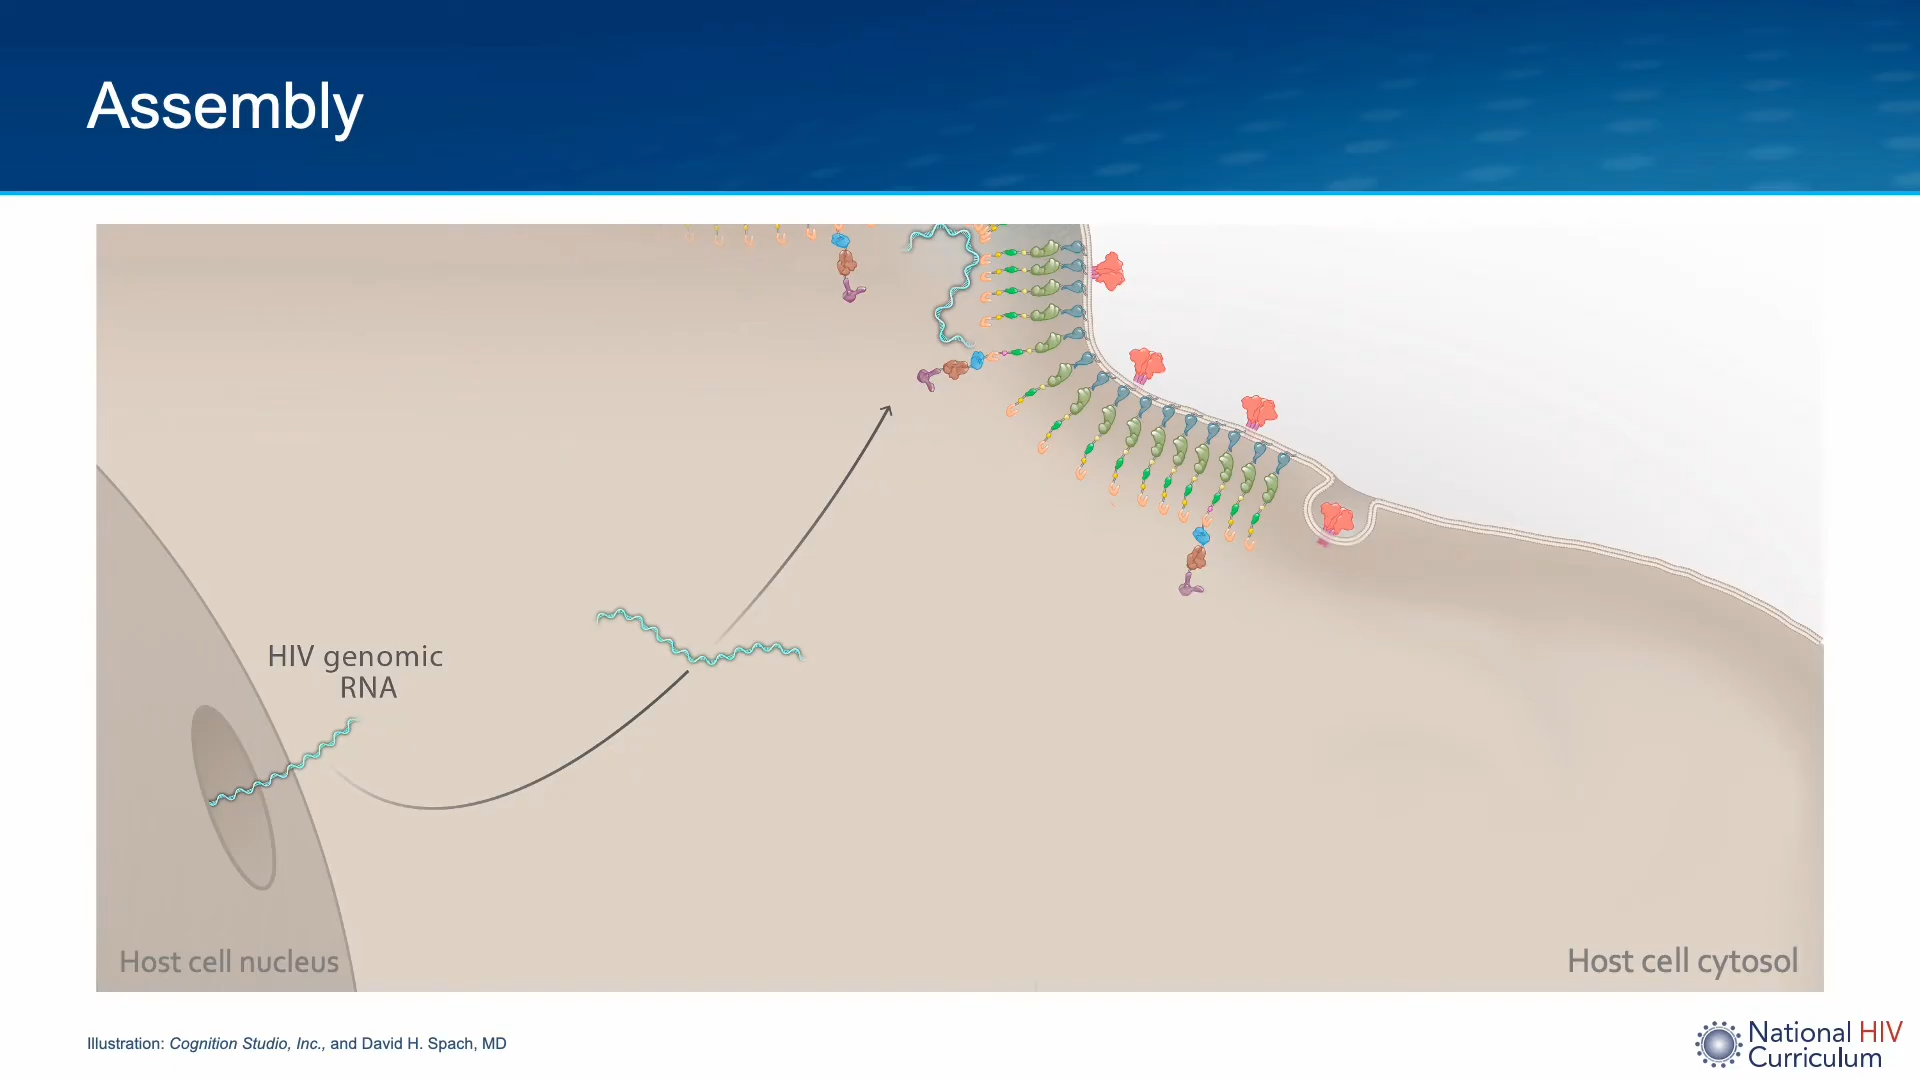 Assembly
HIV genomic
RNA
Host cell nucleus
Host cell cytosol
Illustration: Cognition Studio, Inc., and David H. Spach, MD
National HIV
Curriculum